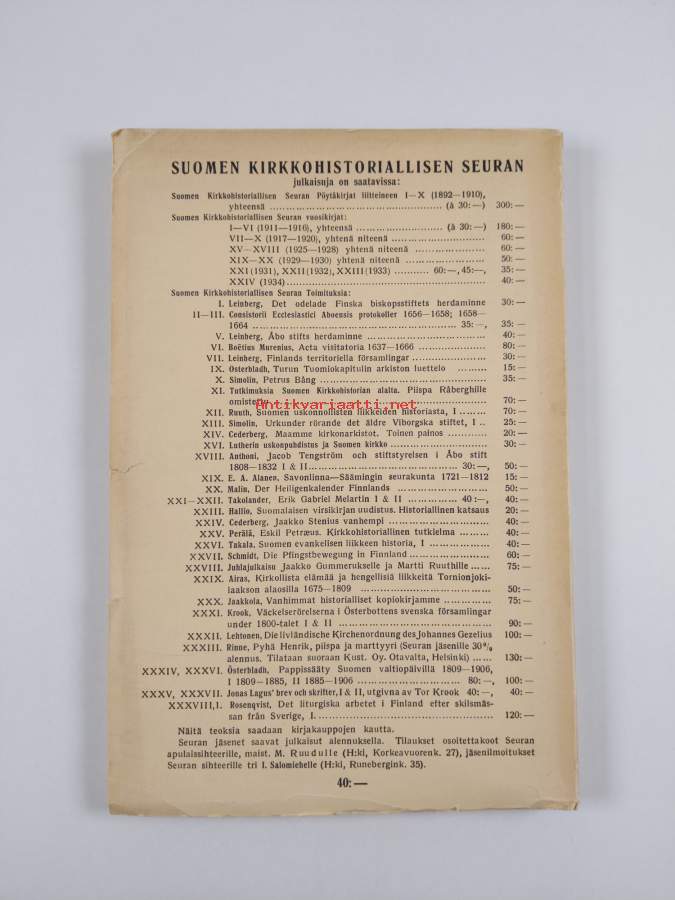 SUOMEN KIRKKOHISTORIALLISEN SEURAN
julkaisuja on saatavissa:
Suomen Kirkkohistoriallisen Seuran Pöytäkirjat liitteineen I—X (1892—1910),
yhteensä ................ (à 30:—) 300:—
Suomen Kirkkohistoriallisen Seuran vuosikirjat:
I—VI (1911—1916), yhteensä ................ (à 30:—) 180:—
VII—X (1917—1920), yhtenä niteenä ................ 60:—
XV—XVIII (1925—1928) yhtenä niteenä ................ 60:—
XIX—XX (1929—1930) yhtenä niteenä ................ 50:—
XXI (1931), XXII (1932), XXIII (1933) ........... 60:—, 45:—, 35:—
XXIV (1934) ................ 40:—
Suomen Kirkkohistoriallisen Seuran Toimituksia:
I. Leinberg, Det odelade Finska biskopsstiftets herdaminne 30:—
II—III. Consistorii Ecclesiastici Aboensis protokoller 1656—1658; 1658—
1664 ................ 35:—, 35:—
V. Leinberg, Åbo stifts herdaminne ................ 40:—
VI. Boëtius Murenius, Acta visitatoria 1637—1666 ................ 80:—
VII. Leinberg, Finlands territoriella församlingar ................ 30:—
IX. Österbladh, Turun Tuomiokapitulin arkiston luettelo ......... 15:—
X. Simolin, Petrus Bång ................ 35:—
XI. Tutkimuksia Suomen Kirkkohistorian alalta. Piispa Råberghille
omistettu ................ 70:—
Antikvariaatti.net
XII. Ruuth, Suomen uskonnollisten liikkeiden historiasta, I ....... 70:—
XIII. Simolin, Urkunder rörande det äldre Viborgska stiftet, I .. 25:—
XIV. Cederberg, Maamme kirkonarkistot. Toinen painos ........... 20:—
XVI. Lutherin uskonpuhdistus ja Suomen kirkko ................ 30:—
XVIII. Anthoni, Jacob Tengström och stiftstyrelsen i Åbo stift
1808—1832 I & II ................ 30:—, 50:—
XIX. E. A. Alanen, Savonlinna—Säämingin seurakunta 1721—1812 15:—
XX. Malin, Der Heiligenkalender Finnlands ................ 50:—
XXI—XXII. Takolander, Erik Gabriel Melartin I & II ............ 40:—, 40:—
XXIII. Hallio, Suomalaisen virsikirjan uudistus. Historiallinen katsaus 20:—
XXIV. Cederberg, Jaakko Stenius vanhempi ................ 40:—
XXV. Perälä, Eskil Petræus. Kirkkohistoriallinen tutkielma ....... 40:—
XXVI. Takala, Suomen evankelisen liikkeen historia, I ............ 40:—
XXVII. Schmidt, Die Pfingstbewegung in Finnland ................ 60:—
XXVIII. Juhlajulkaisu Jaakko Gummerukselle ja Martti Ruuthille ..... 75:—
XXIX. Airas, Kirkollista elämää ja hengellisiä liikkeitä Tornionjoki-
laakson alaosilla 1675—1809 ................ 50:—
XXX. Jaakkola, Vanhimmat historialliset kopiokirjamme ......... 75:—
XXXI. Krook, Väckelserörelserna i Österbottens svenska församlingar
under 1800-talet I & II ................ 90:—
XXXII. Lehtonen, Die livländische Kirchenordnung des Johannes Gezelius 100:—
XXXIII. Rinne, Pyhä Henrik, piispa ja marttyyri (Seuran jäsenille 30 %
alennus. Tilataan suoraan Kust. Oy. Otavalta, Helsinki) ..... 130:—
XXXIV, XXXVI. Österbladh, Pappissääty Suomen valtiopäivillä 1809—1906,
I 1809—1885, II 1885—1906 ................ 80:—, 100:—
XXXV, XXXVII. Jonas Lagus' brev och skrifter, I & II, utgivna av Tor Krook 40:—, 40:—
XXXVIII,I. Rosenqvist, Det liturgiska arbetet i Finland efter skilsmäs-
san från Sverige, I. ................ 120:—
Näitä teoksia saadaan kirjakauppojen kautta.
Seuran jäsenet saavat julkaisut alennuksella. Tilaukset osoitettakoot Seuran
apulaissihteerille, maist. M. Ruudulle (H:ki, Korkeavuorenk. 27), jäsenilmoitukset
Seuran sihteerille tri I. Salomiehelle (H:ki, Runebergink. 35).
40:—